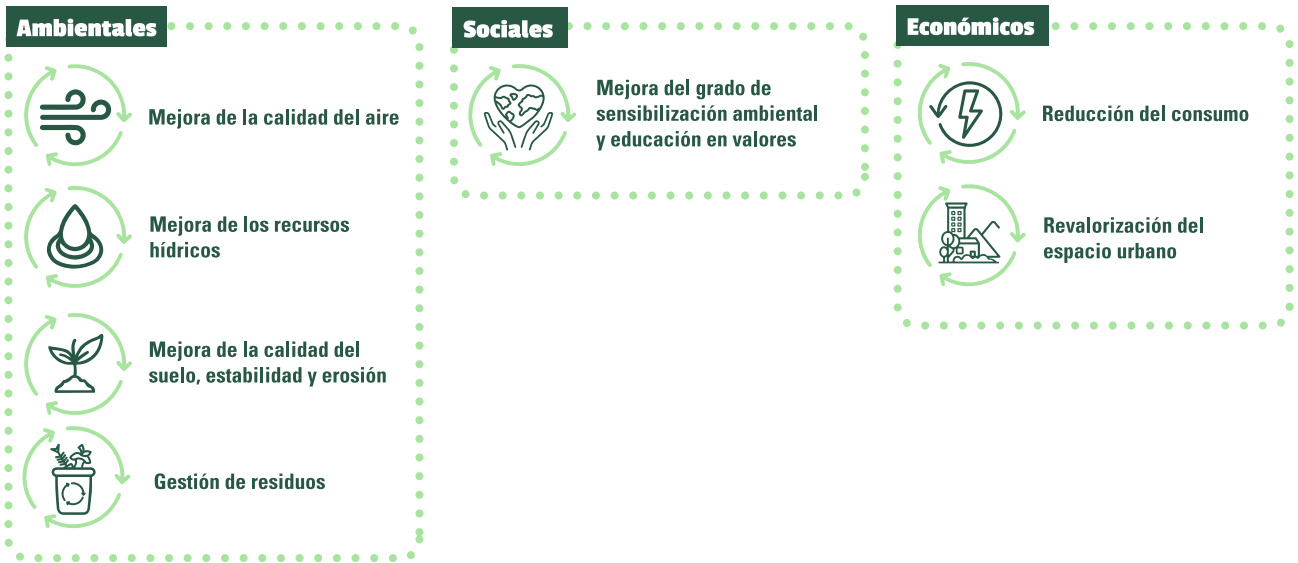 Ambientales
Mejora de la calidad del aire
Mejora de los recursos
hídricos
Mejora de la calidad del
suelo, estabilidad y erosión
Gestión de residuos
Sociales
Mejora del grado de
sensibilización ambiental
y educación en valores
Económicos
Reducción del consumo
Revalorización del
espacio urbano